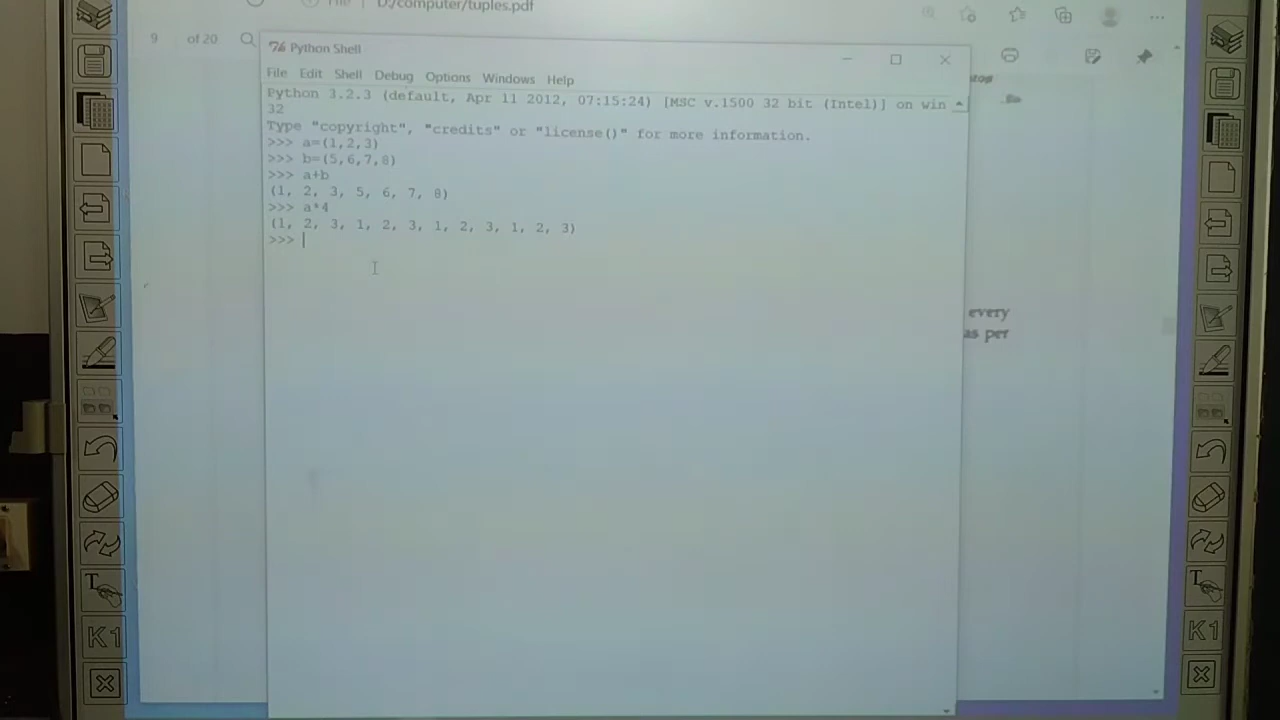 File D:/computer/tuples.pdf
9 of 20
76 Python Shell
File Edit Shell Debug Options Windows Help
Python 3.2.3 (default, Apr 11 2012, 07:15:24) [MSC v.1500 32 bit (Intel)] on win
32
Type "copyright", "credits" or "license()" for more information.
>>> a=(1,2,3)
>>> b=(5,6,7,8)
>>> a+b
(1, 2, 3, 5, 6, 7, 8)
>>> a*4
(1, 2, 3, 1, 2, 3, 1, 2, 3, 1, 2, 3)
>>>
every
as per
T
K1
T
K1